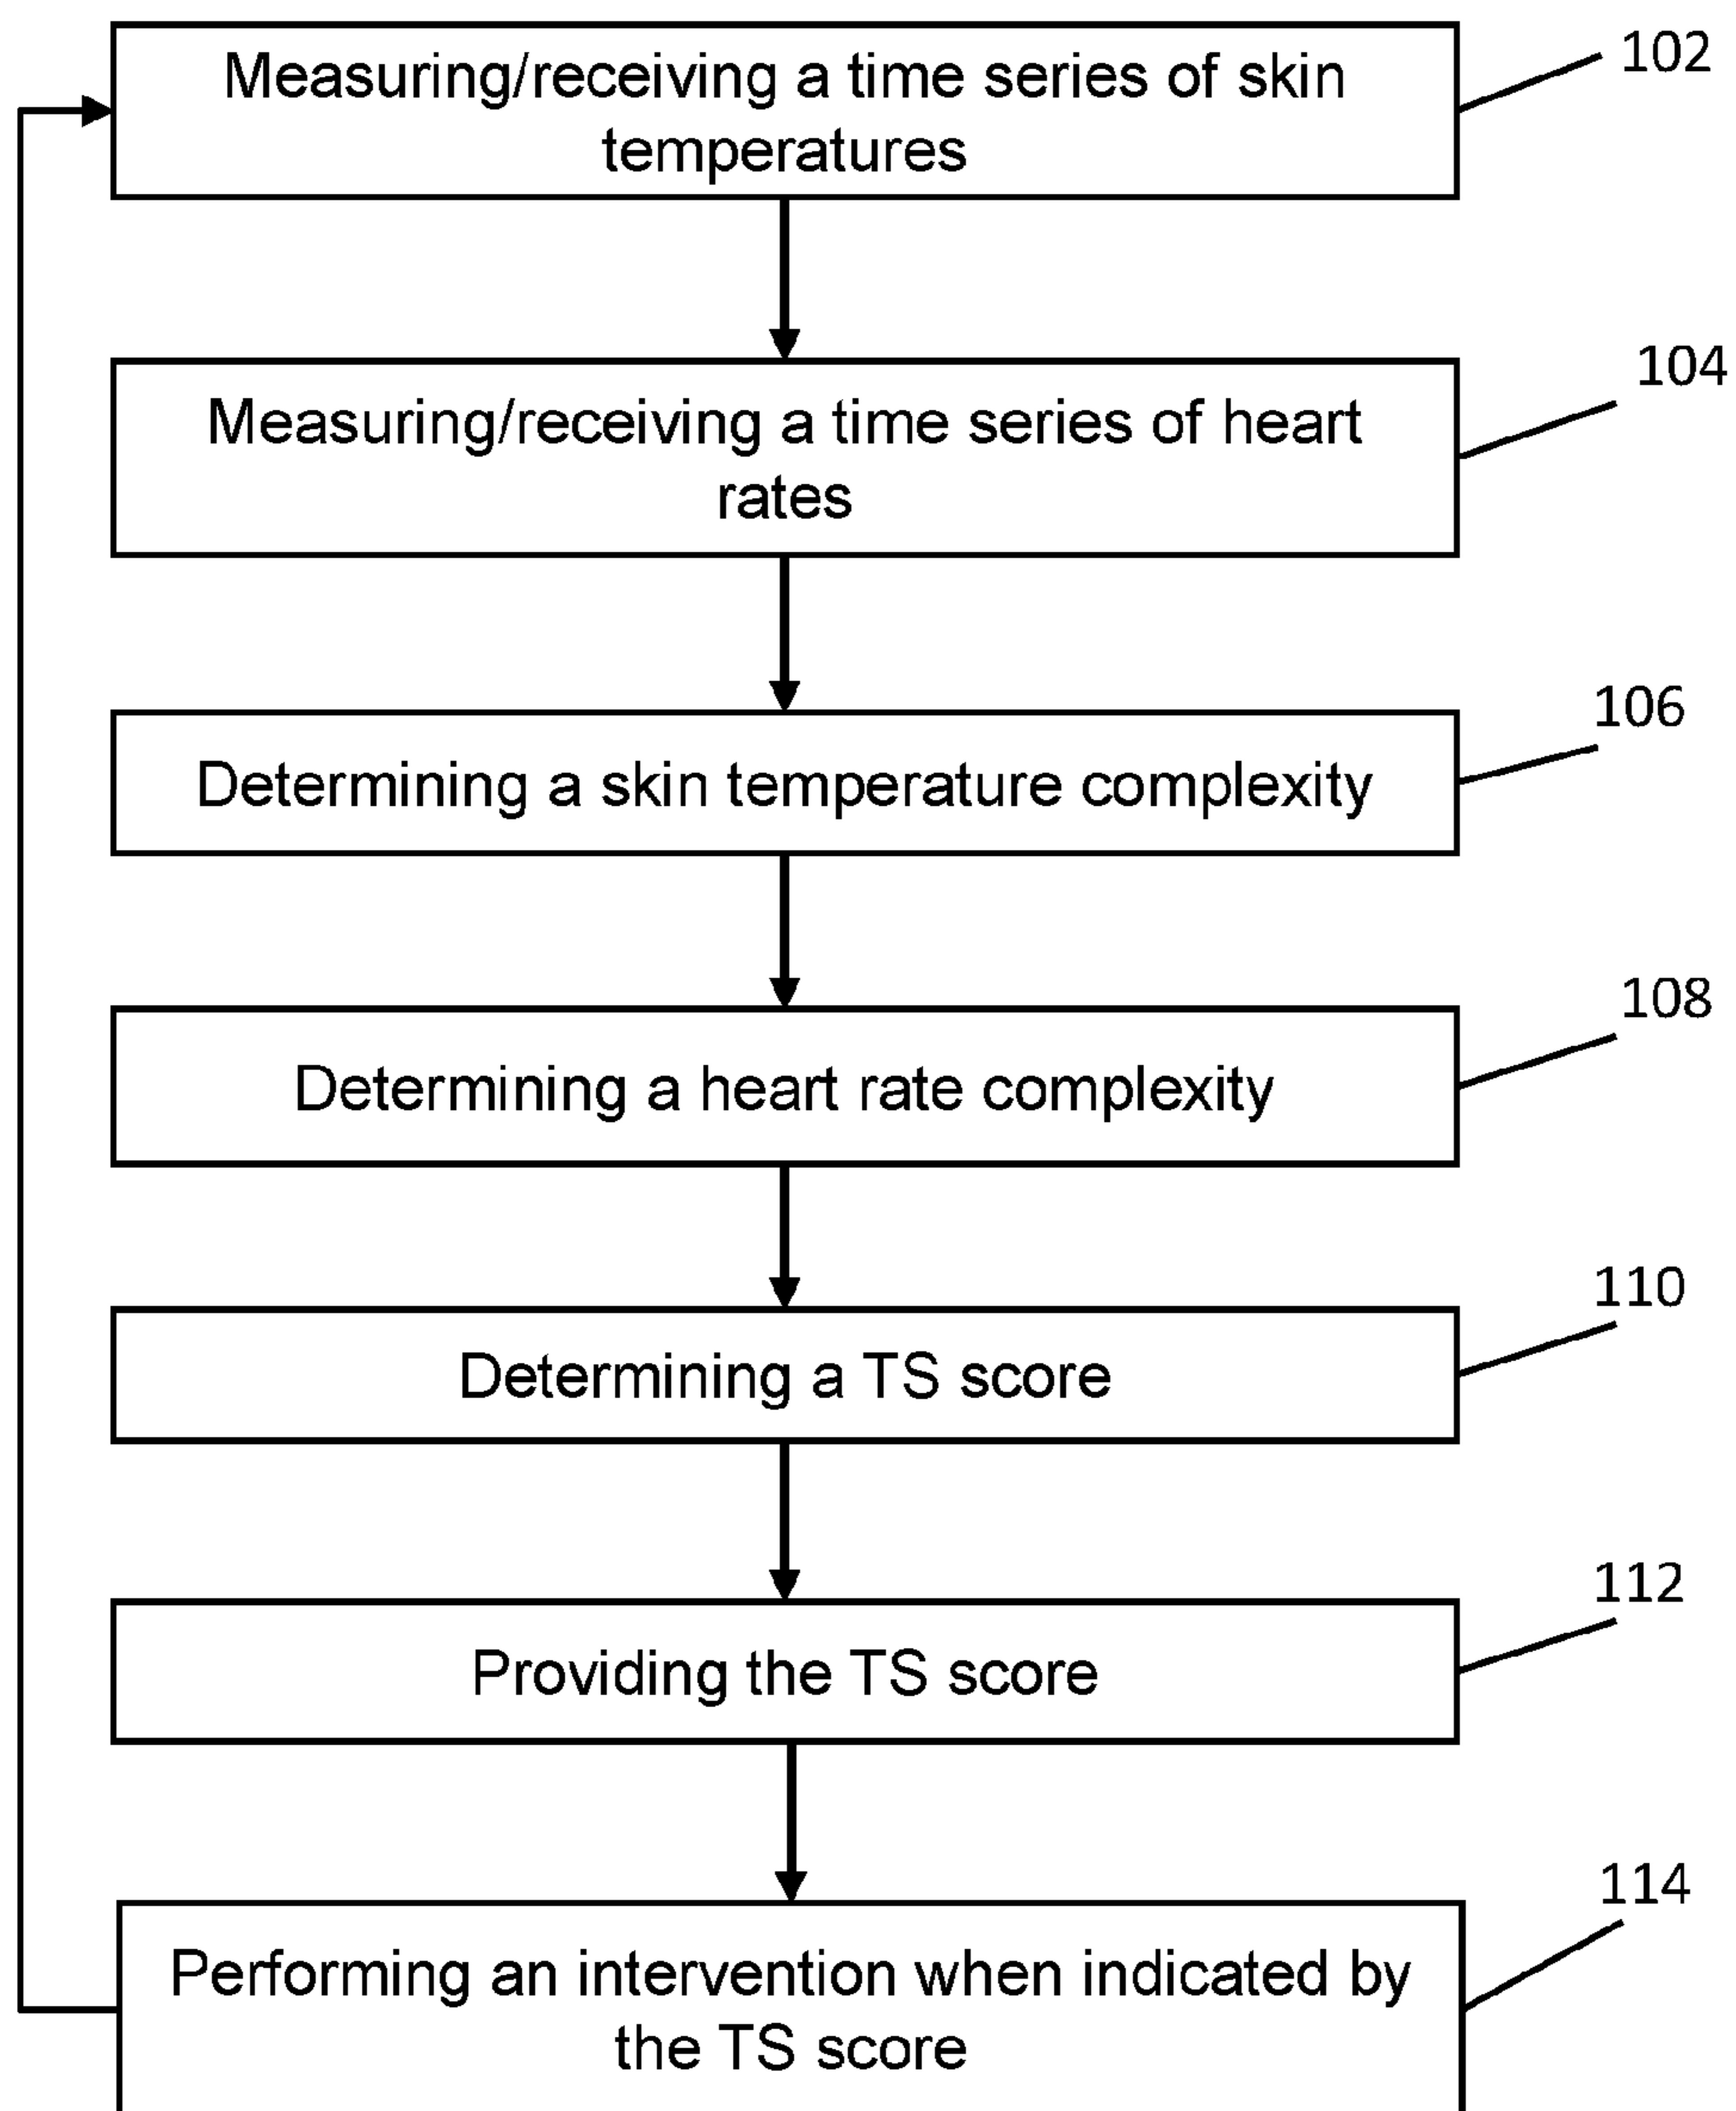 Measuring/receiving a time series of skin
temperatures
102
Measuring/receiving a time series of heart
rates
104
Determining a skin temperature complexity
106
Determining a heart rate complexity
108
Determining a TS score
110
Providing the TS score
112
Performing an intervention when indicated by
the TS score
114